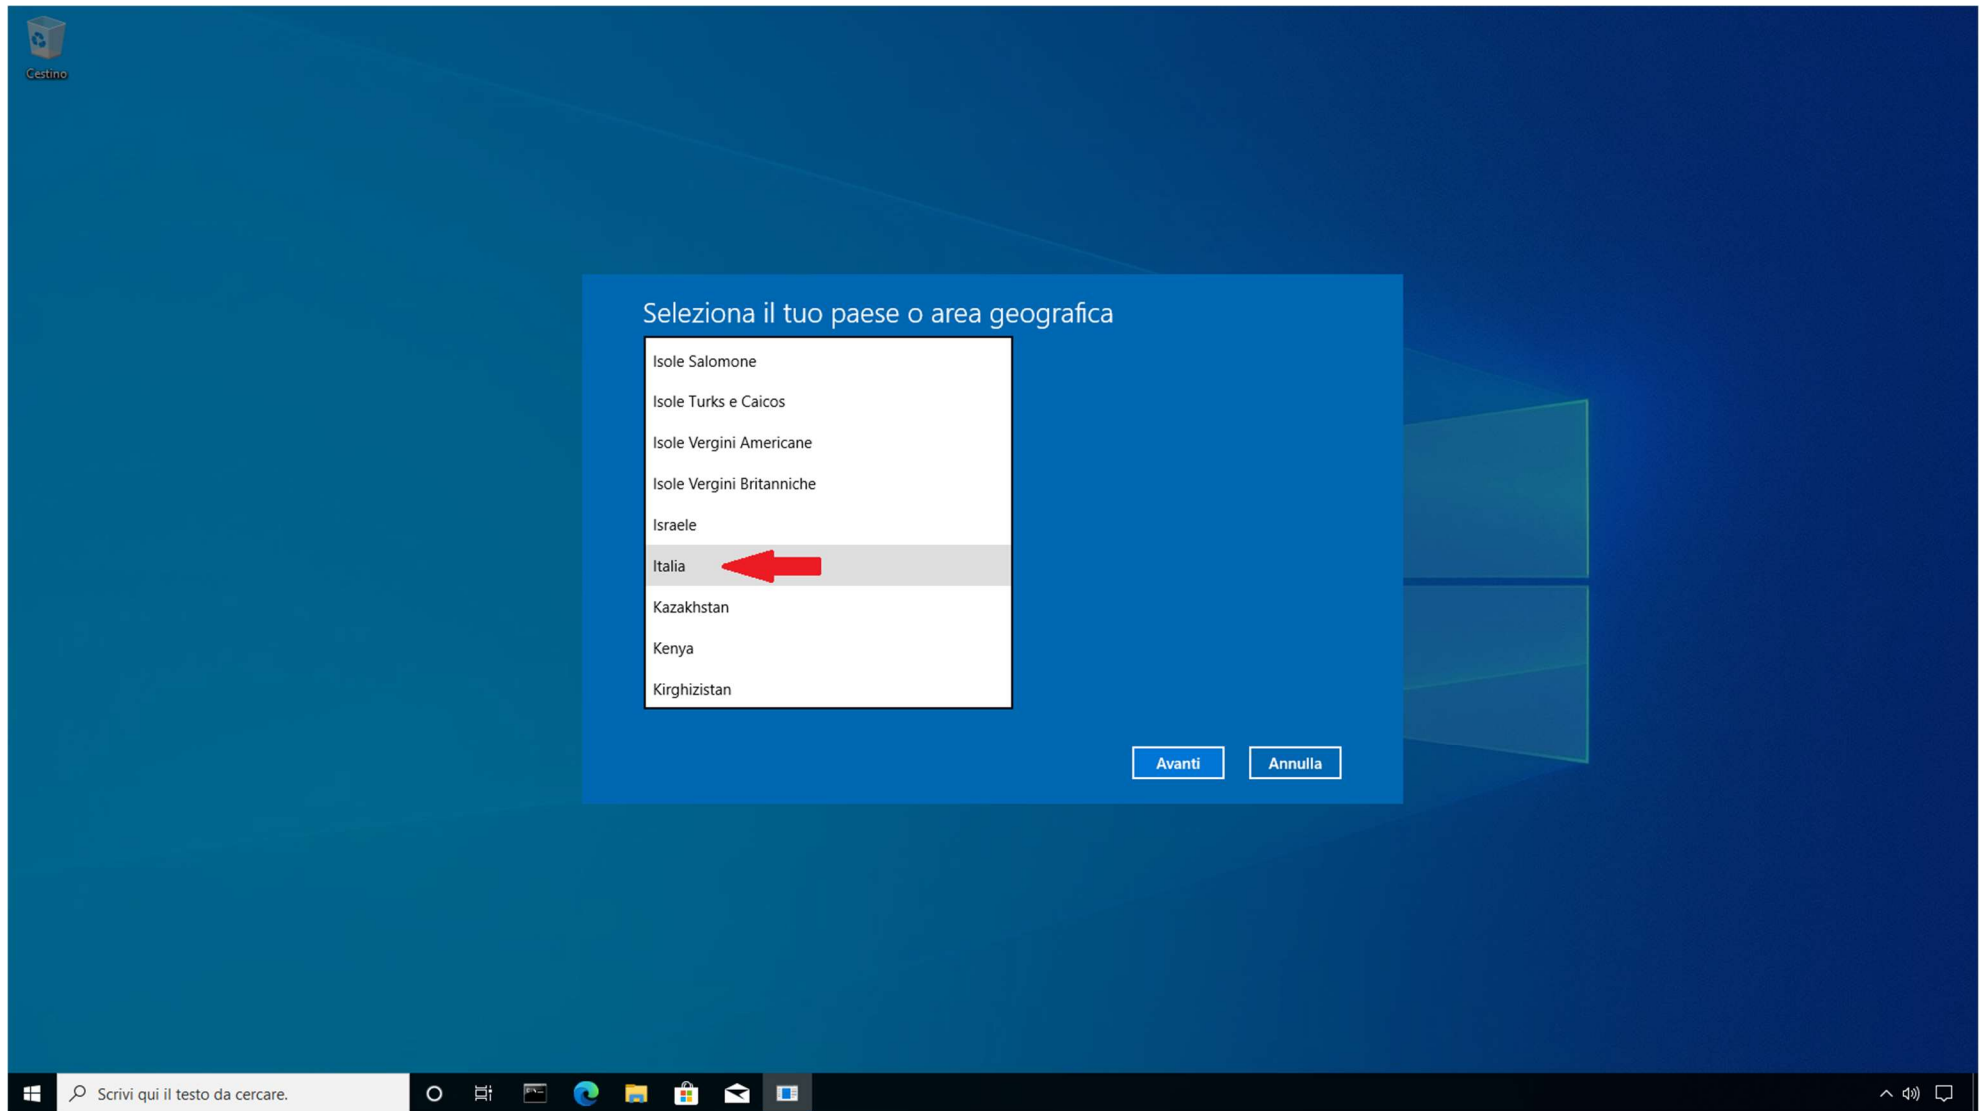 Cestino
Seleziona il tuo paese o area geografica
Isole Salomone
Isole Turks e Caicos
Isole Vergini Americane
Isole Vergini Britanniche
Israele
Italia
Kazakhstan
Kenya
Kirghizistan
Avanti Annulla
Scrivi qui il testo da cercare.